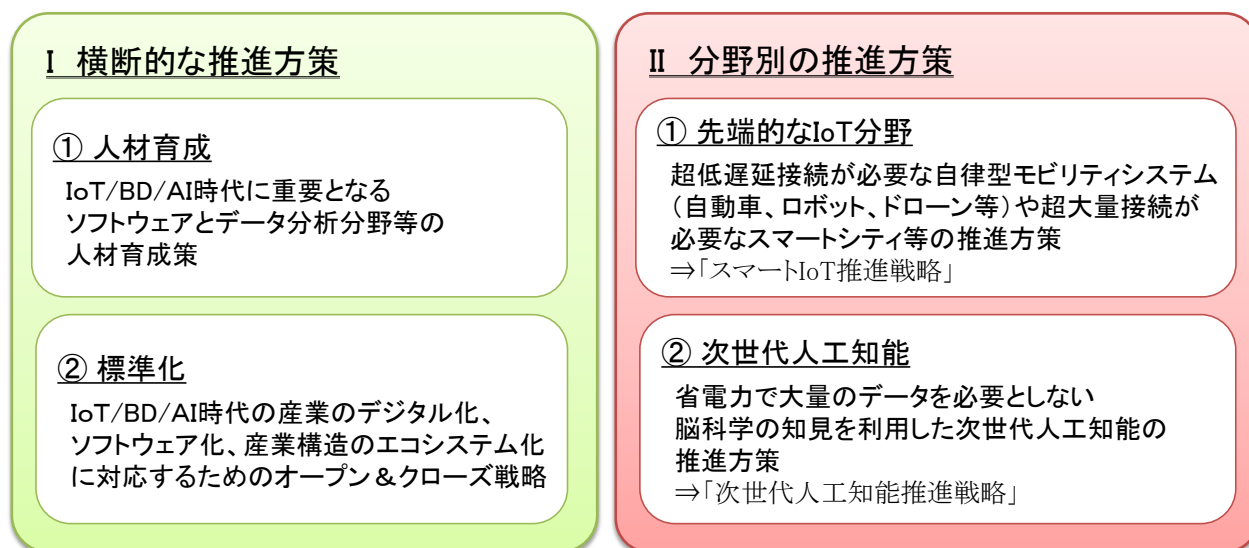 Ⅰ 横断的な推進方策
① 人材育成
IoT/BD/AI時代に重要となる
ソフトウェアとデータ分析分野等の
人材育成策
② 標準化
IoT/BD/AI時代の産業のデジタル化、
ソフトウェア化、産業構造のエコシステム化
に対応するためのオープン&クローズ戦略
Ⅱ 分野別の推進方策
① 先端的なIoT分野
超低遅延接続が必要な自律型モビリティシステム
（自動車、ロボット、ドローン等）や超大量接続が
必要なスマートシティ等の推進方策
⇒「スマートIoT推進戦略」
② 次世代人工知能
省電力で大量のデータを必要としない
脳科学の知見を利用した次世代人工知能の
推進方策
⇒「次世代人工知能推進戦略」